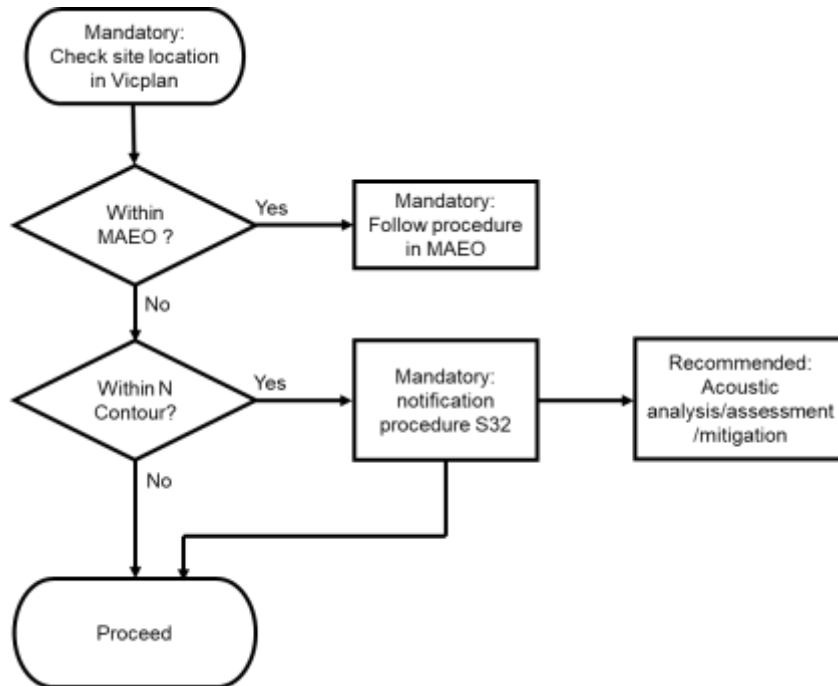 Mandatory:
Check site location
in Vicplan
Within
MAEO ?
Yes
Mandatory:
Follow procedure
in MAEO
No
Within N
Contour?
Yes
Mandatory:
notification
procedure S32
Recommended:
Acoustic
analysis/assessment
/mitigation
No
Proceed